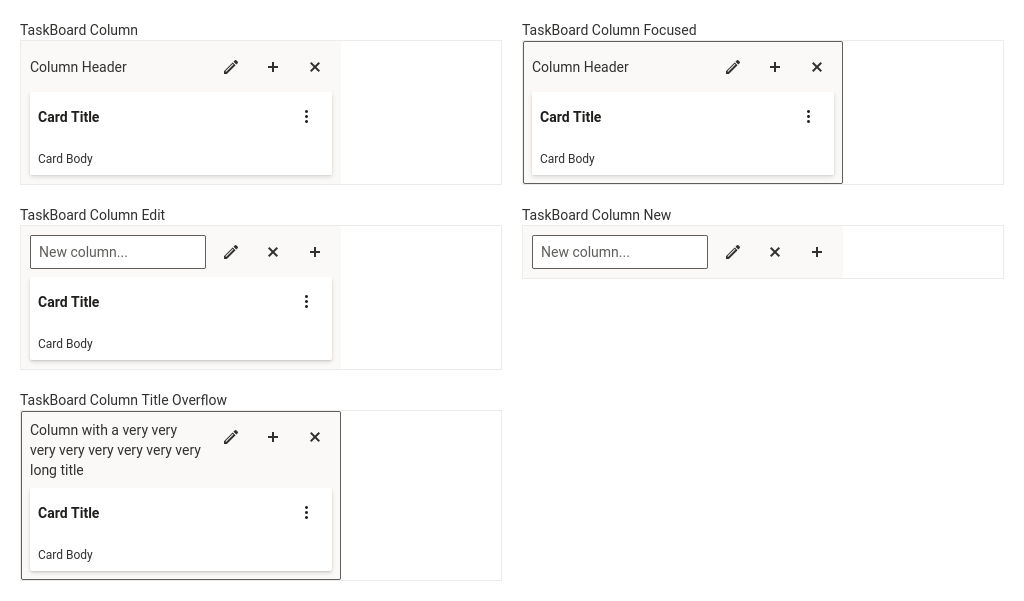 TaskBoard Column
Column Header
Card Title
Card Body
TaskBoard Column Focused
Column Header
Card Title
Card Body
TaskBoard Column Edit
New column...
Card Title
Card Body
TaskBoard Column New
New column...
TaskBoard Column Title Overflow
Column with a very very
very very very very very very
long title
Card Title
Card Body